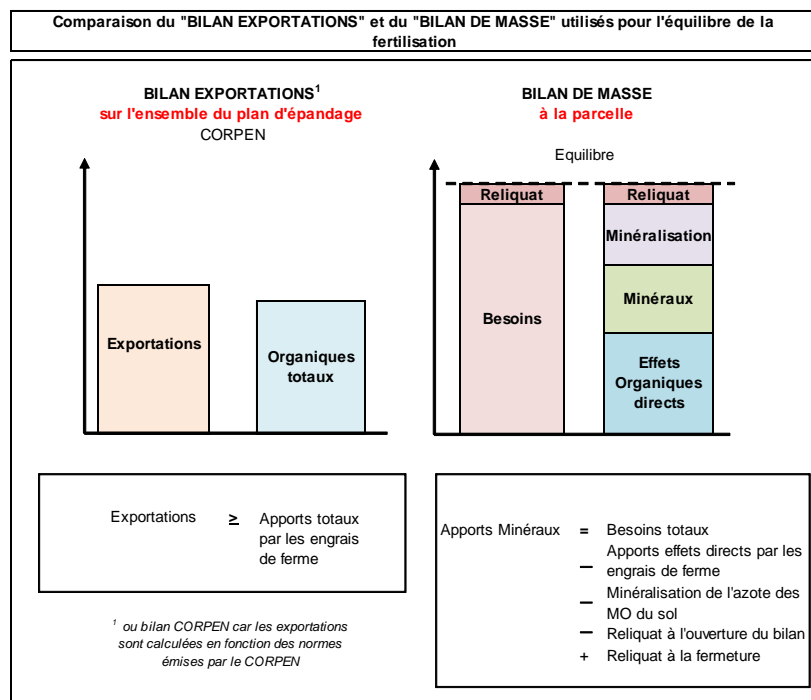 Comparaison du "BILAN EXPORTATIONS" et du "BILAN DE MASSE" utilisés pour l'équilibre de la
fertilisation
BILAN EXPORTATIONS¹
sur l'ensemble du plan d'épandage
CORPEN
Exportations
Organiques
totaux
BILAN DE MASSE
à la parcelle
Equilibre
Reliquat
Besoins
Reliquat
Minéralisation
Minéraux
Effets
Organiques
directs
Exportations ≥ Apports totaux
par les engrais
de ferme
¹ ou bilan CORPEN car les exportations
sont calculées en fonction des normes
émises par le CORPEN
Apports Minéraux = Besoins totaux
− Apports effets directs par les
engrais de ferme
− Minéralisation de l'azote des
MO du sol
− Reliquat à l'ouverture du bilan
+ Reliquat à la fermeture